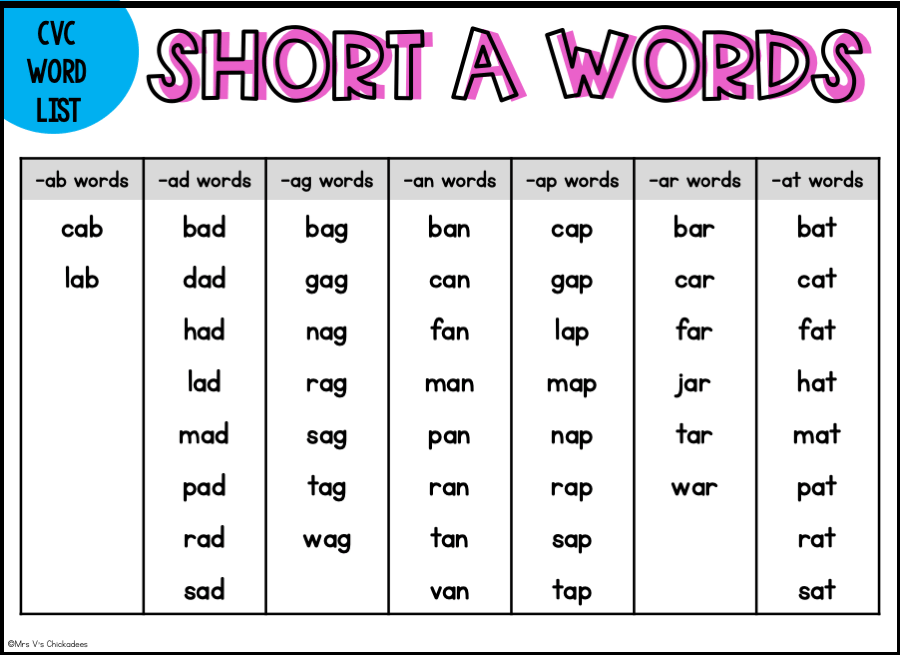 CVC
WORD
LIST
SHORT A WORDS
-ab words -ad words -ag words -an words -ap words -ar words -at words
cab bad bag ban cap bar bat
lab dad gag can gap car cat
had nag fan lap far fat
lad rag man map jar hat
mad sag pan nap tar mat
pad tag ran rap war pat
rad wag tan sap rat
sad van tap sat
©Mrs V's Chickadees